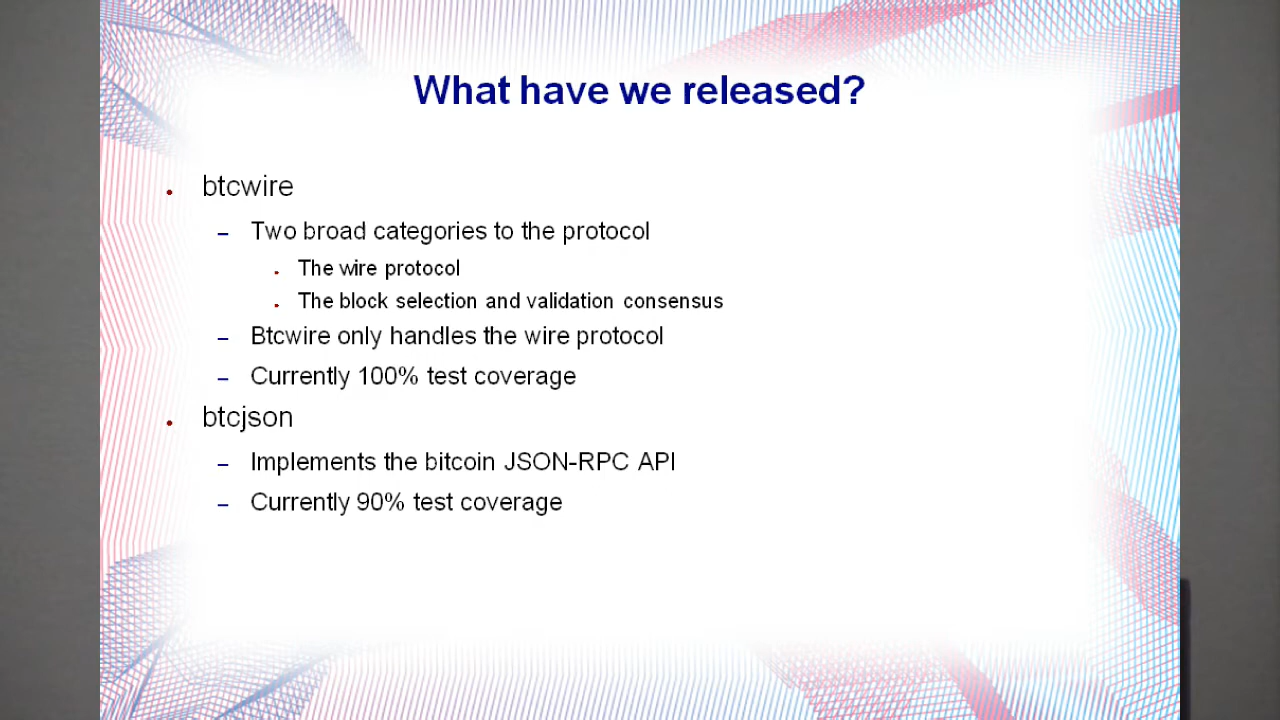 What have we released?
btcwire
– Two broad categories to the protocol
The wire protocol
The block selection and validation consensus
– Btcwire only handles the wire protocol
– Currently 100% test coverage
btcjson
– Implements the bitcoin JSON-RPC API
– Currently 90% test coverage